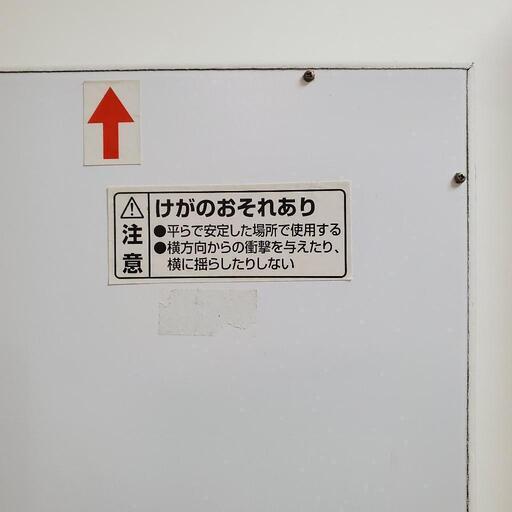 注意
けがのおそれあり
●平らで安定した場所で使用する
●横方向からの衝撃を与えたり、
横に揺らしたりしない